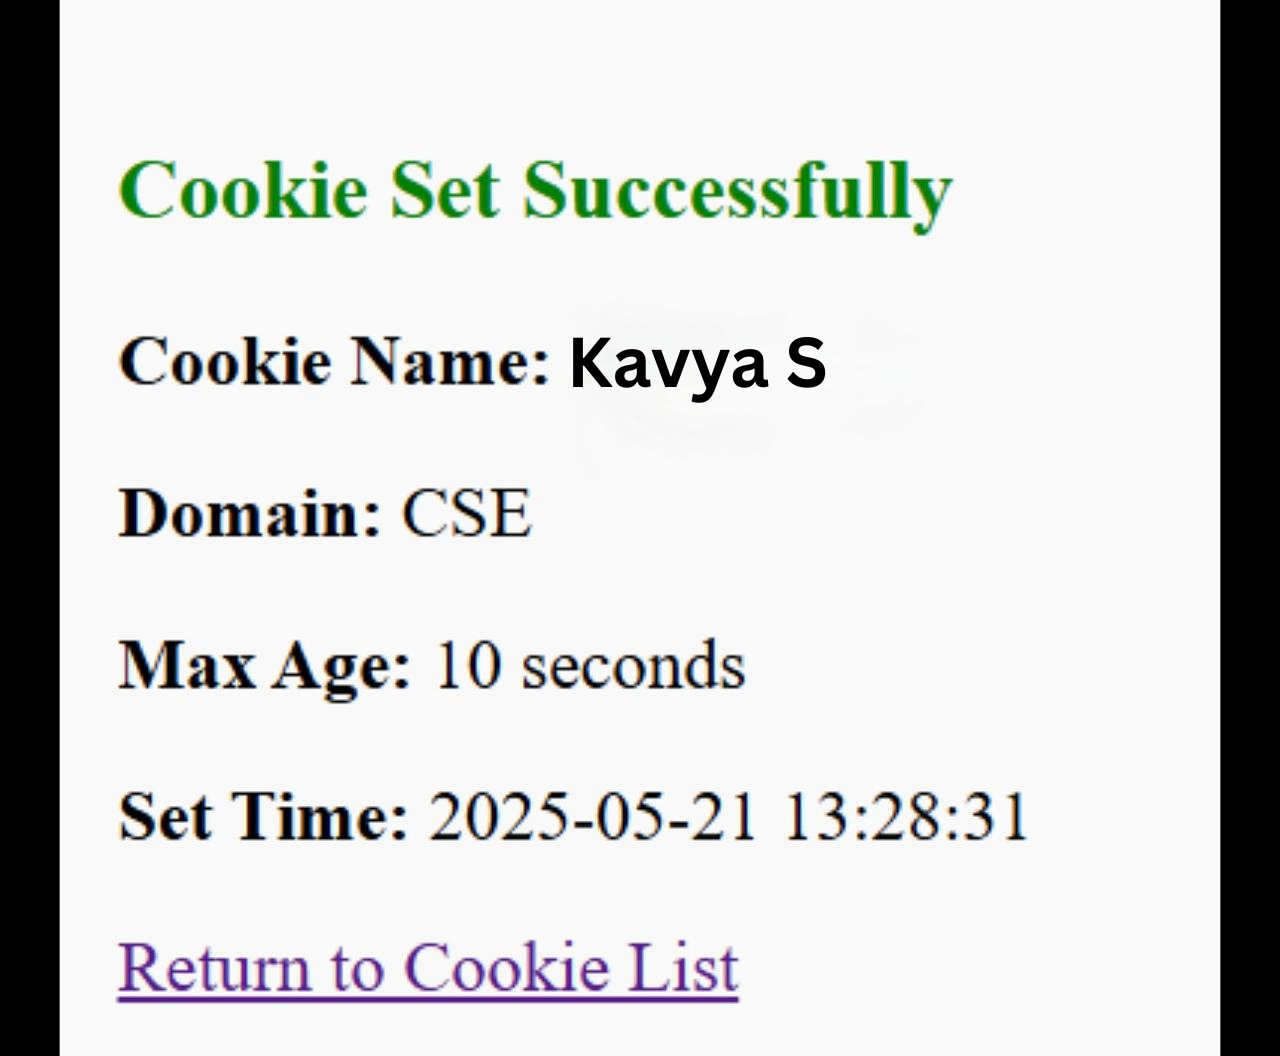 Cookie Set Successfully
Cookie Name: Kavya S
Domain: CSE
Max Age: 10 seconds
Set Time: 2025-05-21 13:28:31
Return to Cookie List